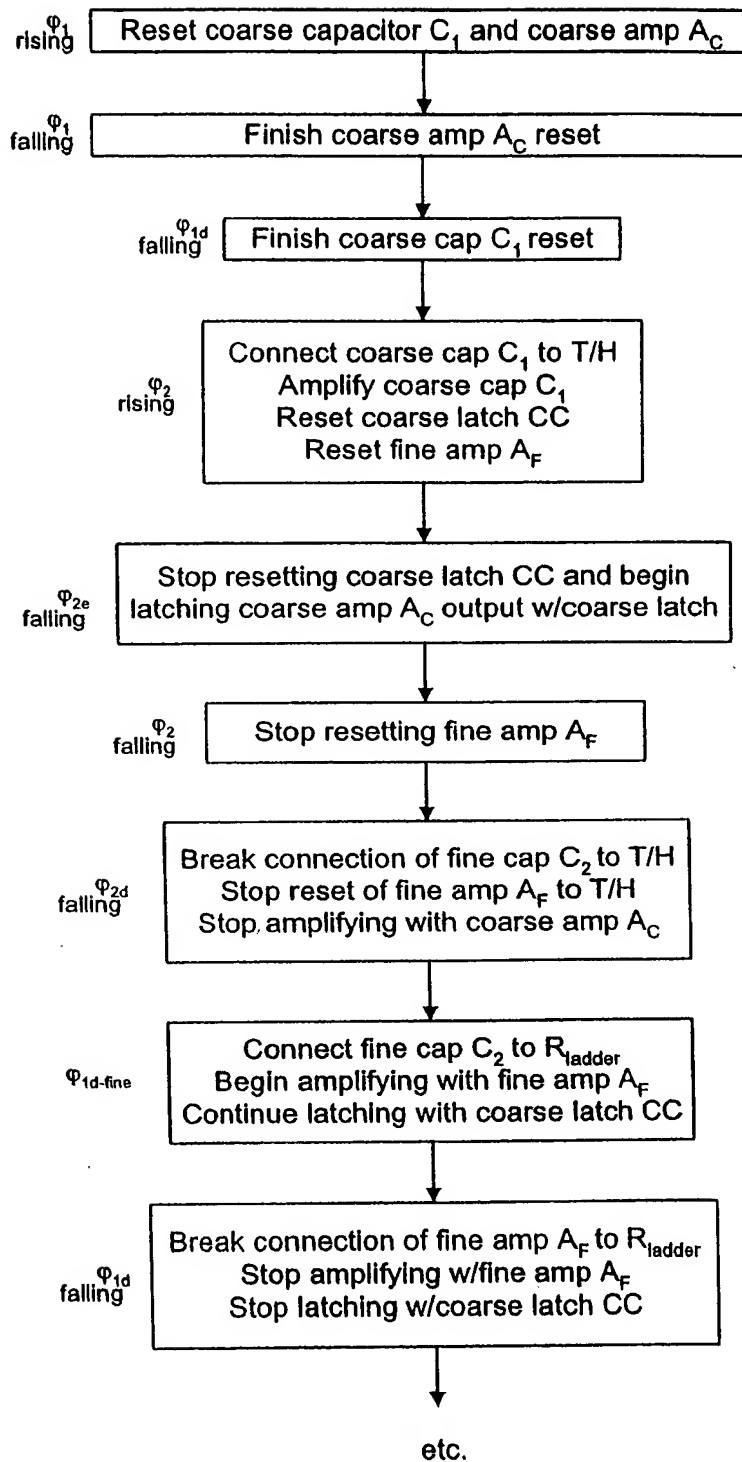 φ1
rising
Reset coarse capacitor C1 and coarse amp AC
φ1
falling
Finish coarse amp AC reset
φ1d
falling
Finish coarse cap C1 reset
φ2
rising
Connect coarse cap C1 to T/H
Amplify coarse cap C1
Reset coarse latch CC
Reset fine amp AF
φ2e
falling
Stop resetting coarse latch CC and begin
latching coarse amp AC output w/coarse latch
φ2
falling
Stop resetting fine amp AF
φ2d
falling
Break connection of fine cap C2 to T/H
Stop reset of fine amp AF to T/H
Stop amplifying with coarse amp AC
φ1d-fine
Connect fine cap C2 to Rladder
Begin amplifying with fine amp AF
Continue latching with coarse latch CC
φ1d
falling
Break connection of fine amp AF to Rladder
Stop amplifying w/fine amp AF
Stop latching w/coarse latch CC
etc.